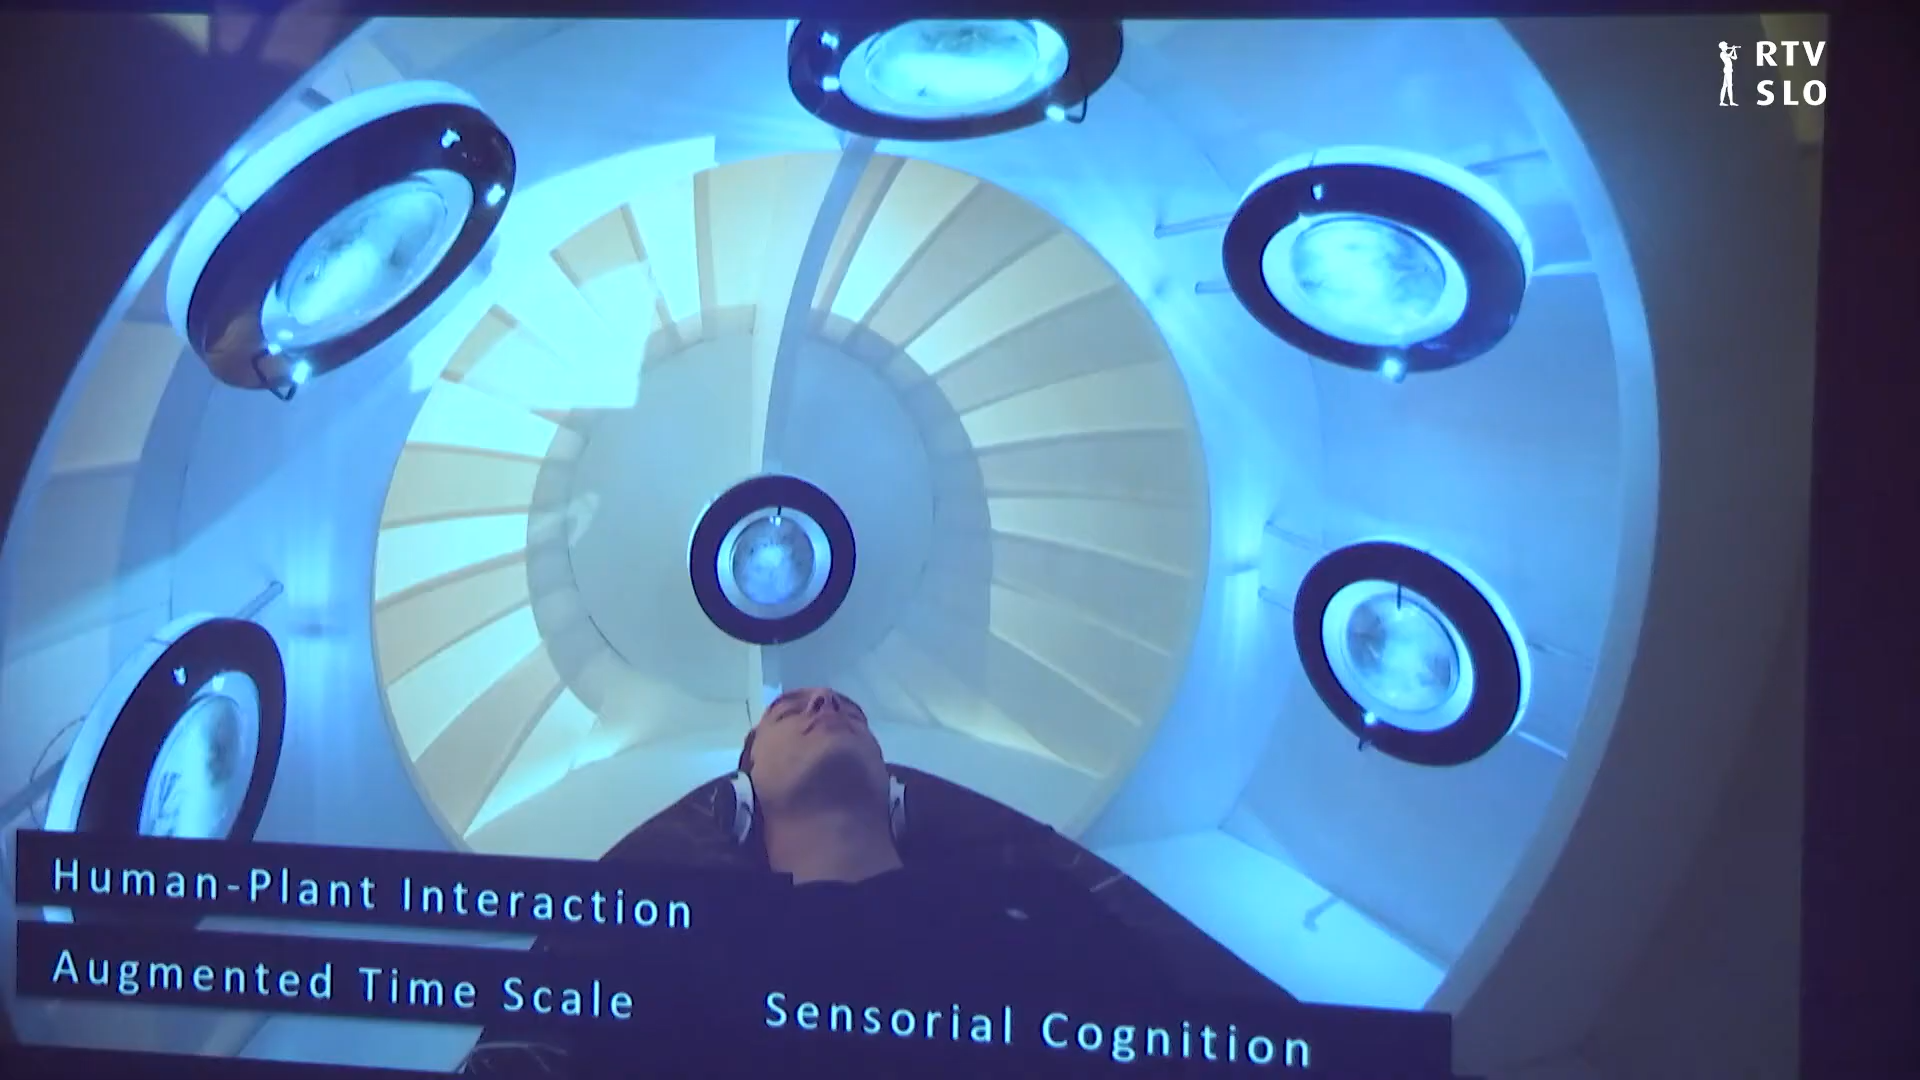 RTV
SLO
Human-Plant Interaction
Augmented Time Scale
Sensorial Cognition